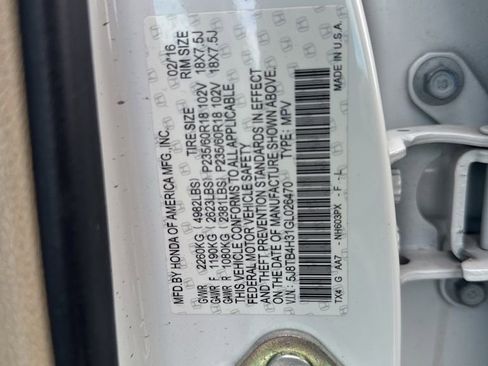 MFD.BY HONDA OF AMERICA MFG., INC. 02/16
TIRE SIZE RIM SIZE
GVWR 2260KG ( 4982LBS)
GAWR F 1190KG ( 2623LBS) P235/60R18 102V 18X7.5J
GAWR R 1080KG ( 2381LBS) P235/60R18 102V 18X7.5J
THIS VEHICLE CONFORMS TO ALL APPLICABLE
FEDERAL MOTOR VEHICLE SAFETY STANDARDS IN EFFECT
ON THE DATE OF MANUFACTURE SHOWN ABOVE.
V.I.N.: 5J8TB4H31GL026470 TYPE: MPV
TX41 G AA7 - NH603PX - F - L MADE IN U.S.A.